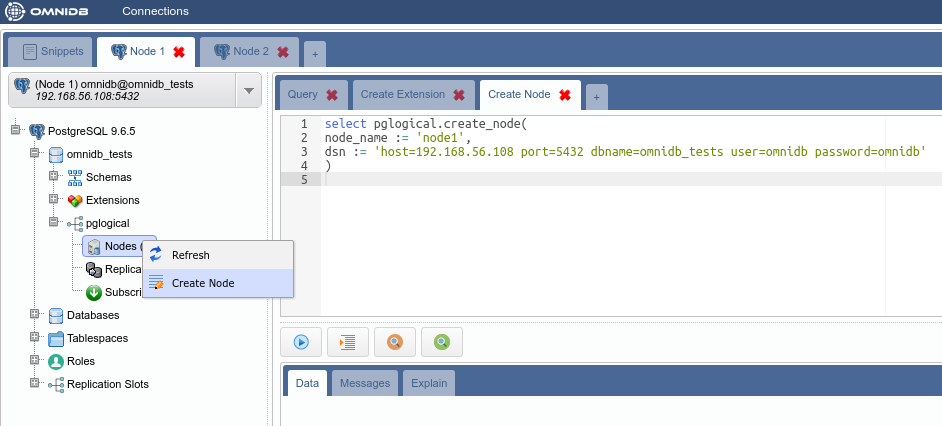 OMNIDB Connections
Snippets Node 1 Node 2 +
(Node 1) omnidb@omnidb_tests
192.168.56.108:5432
PostgreSQL 9.6.5
omnidb_tests
Schemas
Extensions
pglogical
Nodes (
Replica
Subscri
Databases
Tablespaces
Roles
Replication Slots
Refresh
Create Node
Query Create Extension Create Node +
1 select pglogical.create_node(
2 node_name := 'node1',
3 dsn := 'host=192.168.56.108 port=5432 dbname=omnidb_tests user=omnidb password=omnidb'
4 )
5
Data Messages Explain